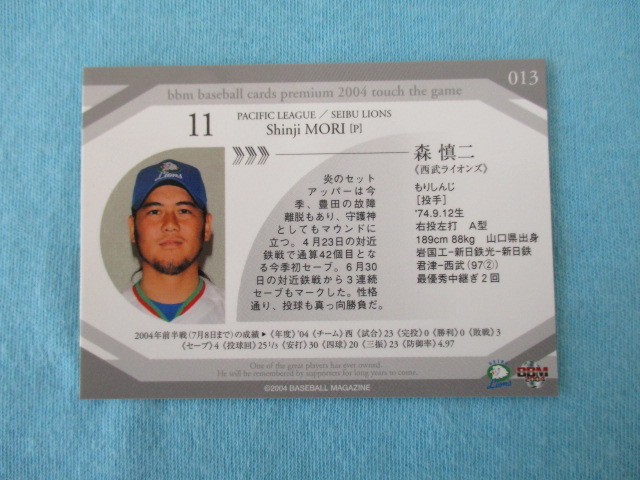 013
bbm baseball cards premium 2004 touch the game
11
PACIFIC LEAGUE / SEIBU LIONS
Shinji MORI [P]
森 慎二
《西武ライオンズ》
炎のセット
アッパーは今
季、豊田の故障
離脱もあり、守護神
としてもマウンドに
立つ。４月23日の対近
鉄戦で通算42個目とな
る今季初セーブ。６月30
日の対近鉄戦から３連続
セーブもマークした。性格
通り、投球も真っ向勝負だ。
もりしんじ
[投手]
'74.9.12生
右投左打 A型
189cm 88kg 山口県出身
岩国工−新日鉄光−新日鉄
君津−西武(97②)
最優秀中継ぎ２回
2004年前半戦(7月8日まで)の成績▶《年度》'04《チーム》西《試合》23《完投》0《勝利》0《敗戦》3
《セーブ》4《投球回》25 1/3《安打》30《四球》20《三振》23《防御率》4.97
One of the great players has ever owned.
He will be remembered by supporters for long years to come.
©2004 BASEBALL MAGAZINE
SEIBU
Lions
BBM
2004
Lions